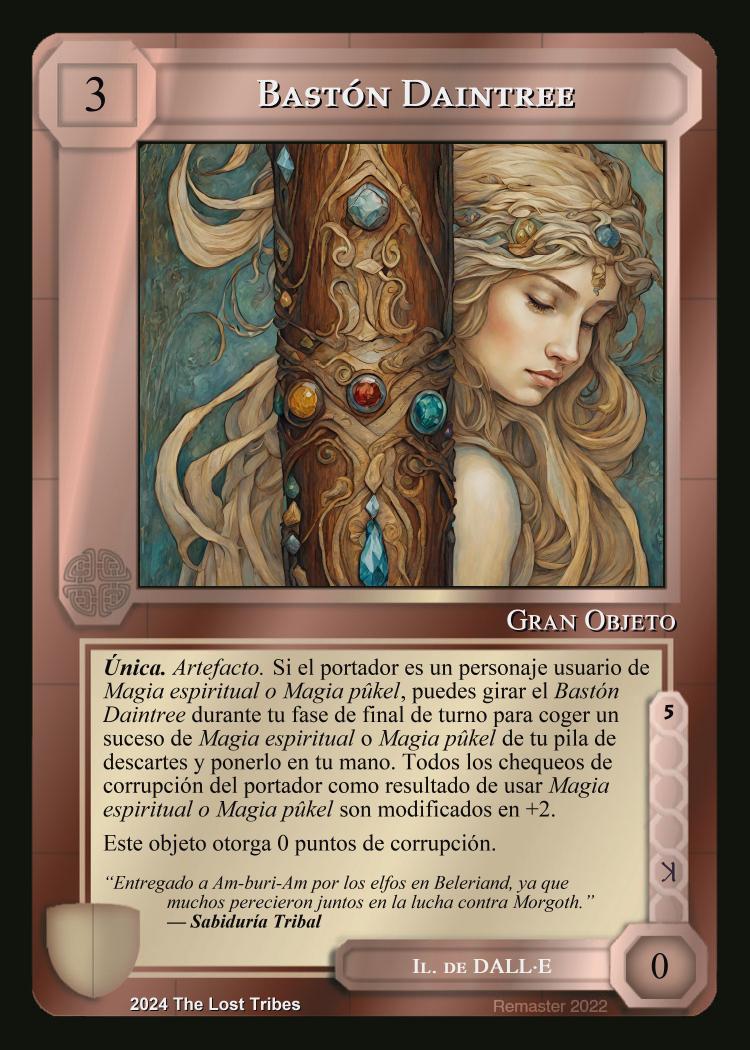 3
Bastón Daintree
Gran Objeto
Única. Artefacto. Si el portador es un personaje usuario de
Magia espiritual o Magia pûkel, puedes girar el Bastón
Daintree durante tu fase de final de turno para coger un
suceso de Magia espiritual o Magia pûkel de tu pila de
descartes y ponerlo en tu mano. Todos los chequeos de
corrupción del portador como resultado de usar Magia
espiritual o Magia pûkel son modificados en +2.
Este objeto otorga 0 puntos de corrupción.
“Entregado a Am-buri-Am por los elfos en Beleriand, ya que
muchos perecieron juntos en la lucha contra Morgoth.”
— Sabiduría Tribal
5
Il. de DALL·E
0
2024 The Lost Tribes
Remaster 2022